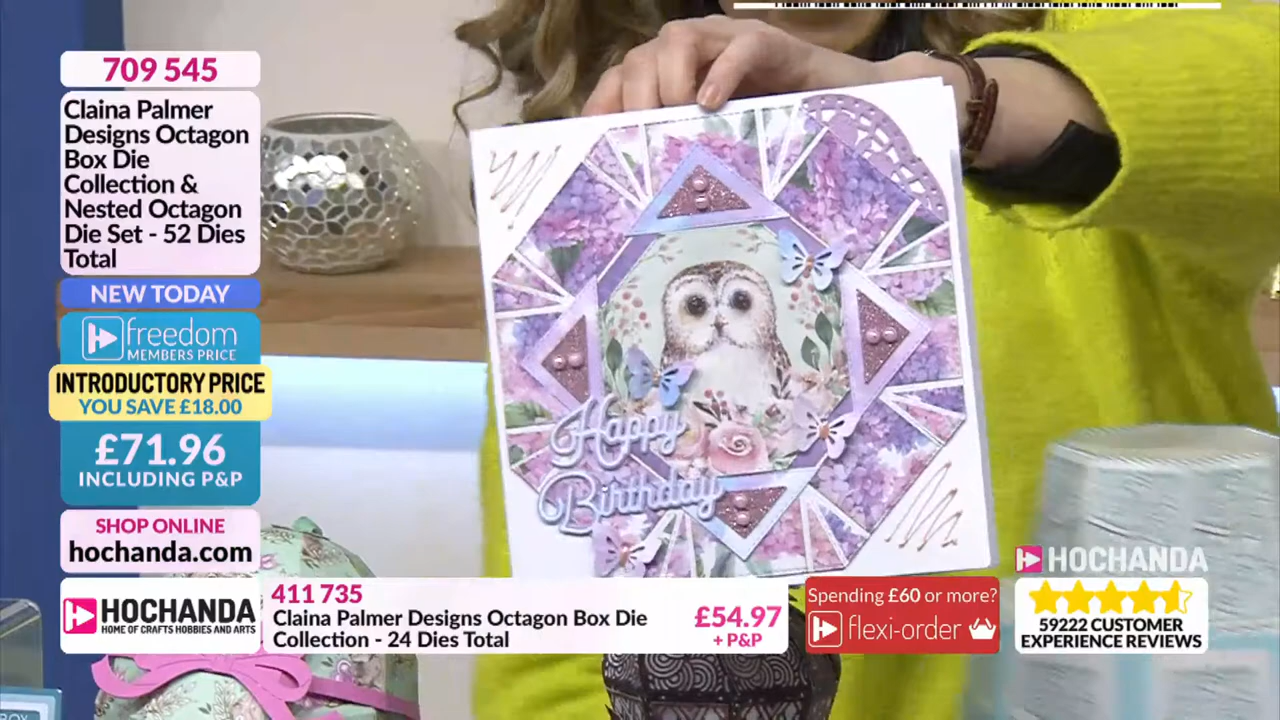 709 545
Claina Palmer
Designs Octagon
Box Die
Collection &
Nested Octagon
Die Set - 52 Dies
Total
NEW TODAY
freedom
MEMBERS PRICE
INTRODUCTORY PRICE
YOU SAVE £18.00
£71.96
INCLUDING P&P
SHOP ONLINE
hochanda.com
HOCHANDA
HOME OF CRAFTS HOBBIES AND ARTS
411 735
Claina Palmer Designs Octagon Box Die
Collection - 24 Dies Total
£54.97
+ P&P
Spending £60 or more?
flexi-order
HOCHANDA
59222 CUSTOMER
EXPERIENCE REVIEWS
Happy
Birthday